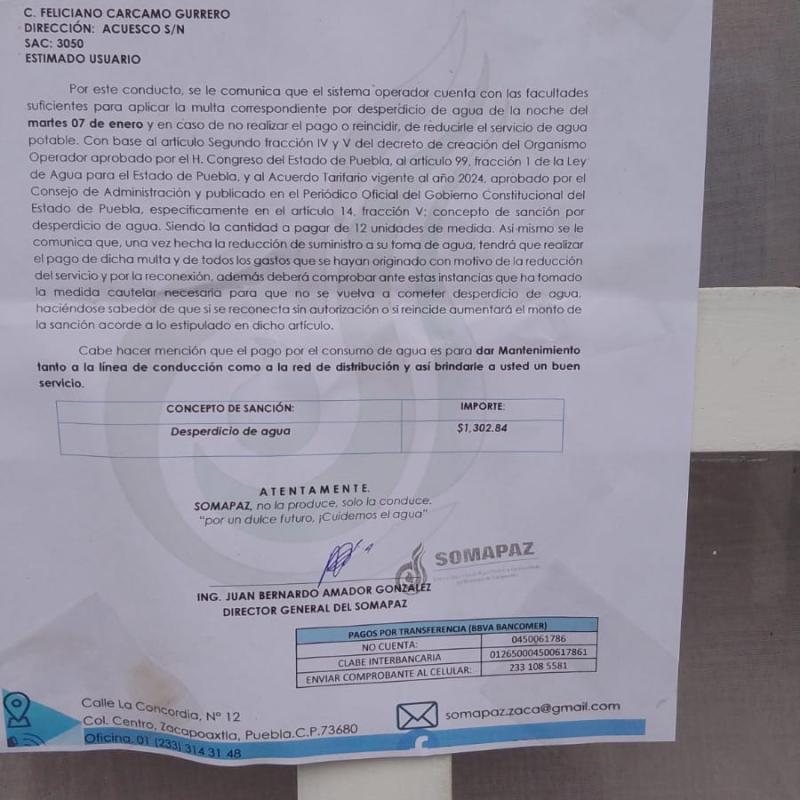 C. FELICIANO CARCAMO GURRERO
DIRECCIÓN: ACUESCO S/N
SAC: 3050
ESTIMADO USUARIO
Por este conducto, se le comunica que el sistema operador cuenta con las facultades
suficientes para aplicar la multa correspondiente por desperdicio de agua de la noche del
martes 07 de enero y en caso de no realizar el pago o reincidir, de reducirle el servicio de agua
potable. Con base al artículo Segundo fracción IV y V del decreto de creación del Organismo
Operador aprobado por el H. Congreso del Estado de Puebla, al artículo 99, fracción 1 de la Ley
de Agua para el Estado de Puebla, y al Acuerdo Tarifario vigente al año 2024, aprobado por el
Consejo de Administración y publicado en el Periódico Oficial del Gobierno Constitucional del
Estado de Puebla, específicamente en el artículo 14, fracción V; concepto de sanción por
desperdicio de agua. Siendo la cantidad a pagar de 12 unidades de medida. Así mismo se le
comunica que, una vez hecha la reducción de suministro a su toma de agua, tendrá que realizar
el pago de dicha multa y de todos los gastos que se hayan originado con motivo de la reducción
del servicio y por la reconexión, además deberá comprobar ante estas instancias que ha tomado
la medida cautelar necesaria para que no se vuelva a cometer desperdicio de agua,
haciéndose sabedor de que si se reconecta sin autorización o si reincide aumentará el monto de
la sanción acorde a lo estipulado en dicho artículo.
Cabe hacer mención que el pago por el consumo de agua es para dar Mantenimiento
tanto a la línea de conducción como a la red de distribución y así brindarle a usted un buen
servicio.
CONCEPTO DE SANCIÓN: IMPORTE:
Desperdicio de agua $1,302.84
ATENTAMENTE.
SOMAPAZ, no la produce, solo la conduce.
"por un dulce futuro, ¡Cuidemos el agua"
SOMAPAZ
ING. JUAN BERNARDO AMADOR GONZALEZ
DIRECTOR GENERAL DEL SOMAPAZ
PAGOS POR TRANSFERENCIA (BBVA BANCOMER)
NO CUENTA: 0450061786
CLABE INTERBANCARIA 012650004500617861
ENVIAR COMPROBANTE AL CELULAR: 233 108 5581
Calle La Concordia, N° 12
Col. Centro, Zacapoaxtla, Puebla.C.P.73680
Oficina. 01 (233) 314 31 48
somapaz.zaca@gmail.com